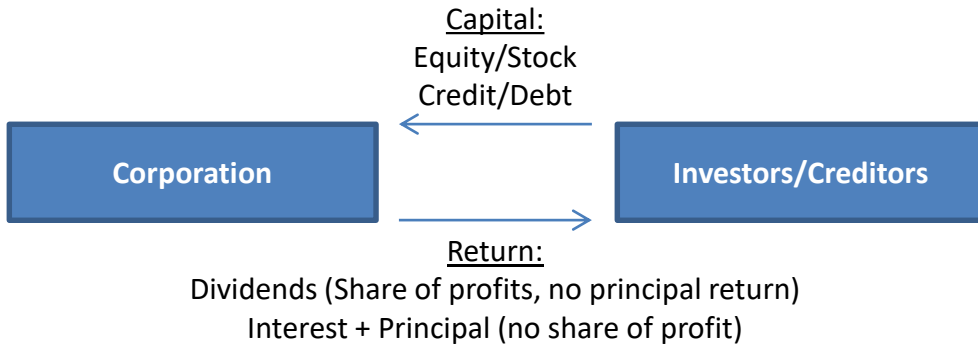 Capital:
Equity/Stock
Credit/Debt
Corporation
Investors/Creditors
Return:
Dividends (Share of profits, no principal return)
Interest + Principal (no share of profit)